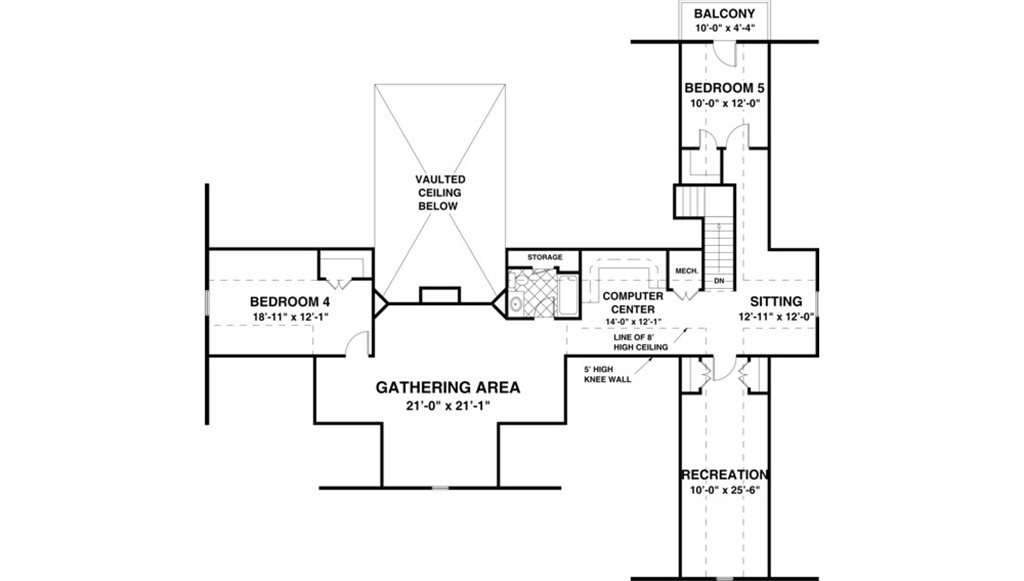 BALCONY
10'-0" x 4'-4"
BEDROOM 5
10'-0" x 12'-0"
VAULTED
CEILING
BELOW
STORAGE
MECH.
DN
BEDROOM 4
18'-11" x 12'-1"
COMPUTER
CENTER
14'-0" x 12'-1"
SITTING
12'-11" x 12'-0"
LINE OF 8'
HIGH CEILING
5' HIGH
KNEE WALL
GATHERING AREA
21'-0" x 21'-1"
RECREATION
10'-0" x 25'-6"